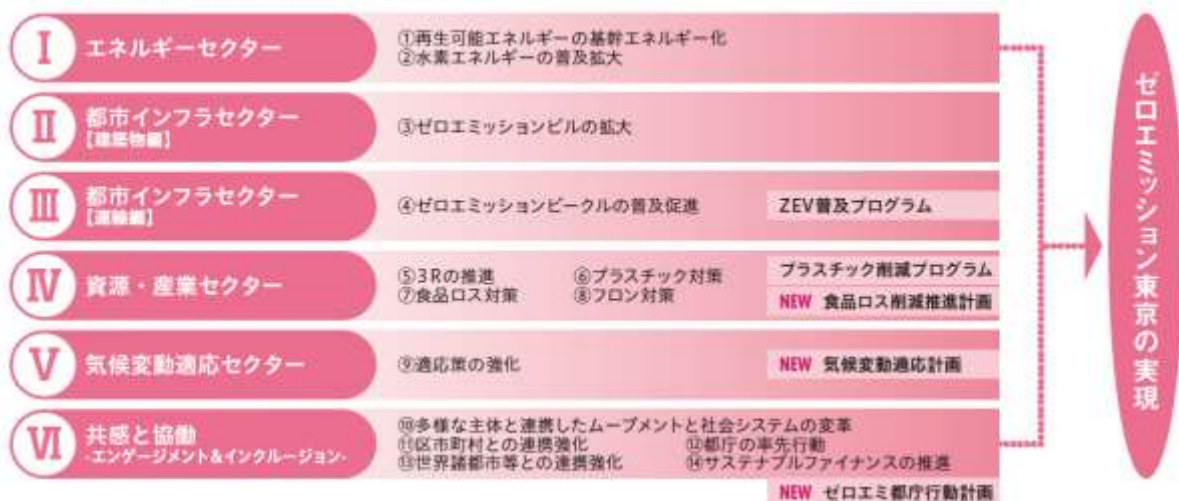 I エネルギーセクター
①再生可能エネルギーの基幹エネルギー化
②水素エネルギーの普及拡大
II 都市インフラセクター
【建築物編】
③ゼロエミッションビルの拡大
III 都市インフラセクター
【運輸編】
④ゼロエミッションビークルの普及促進
ZEV普及プログラム
IV 資源・産業セクター
⑤3Rの推進 ⑥プラスチック対策
⑦食品ロス対策 ⑧フロン対策
プラスチック削減プログラム
NEW 食品ロス削減推進計画
V 気候変動適応セクター
⑨適応策の強化
NEW 気候変動適応計画
VI 共感と協働
-エンゲージメント&インクルージョン-
⑩多様な主体と連携したムーブメントと社会システムの変革
⑪区市町村との連携強化 ⑫都庁の率先行動
⑬世界諸都市等との連携強化 ⑭サステナブルファイナンスの推進
NEW ゼロエミ都庁行動計画
ゼロエミッション東京の実現